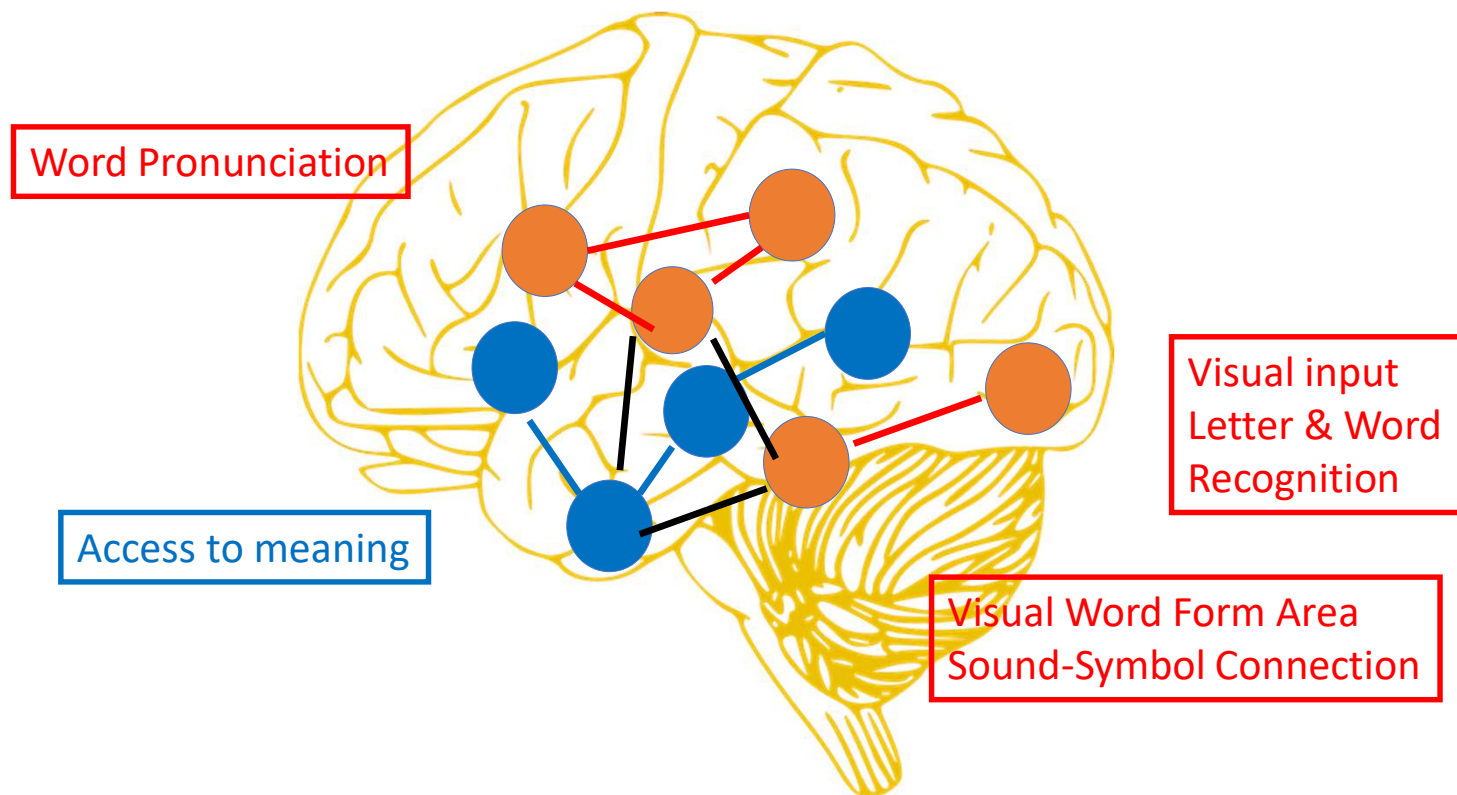 Word Pronunciation
Visual input
Letter & Word
Recognition
Access to meaning
Visual Word Form Area
Sound-Symbol Connection